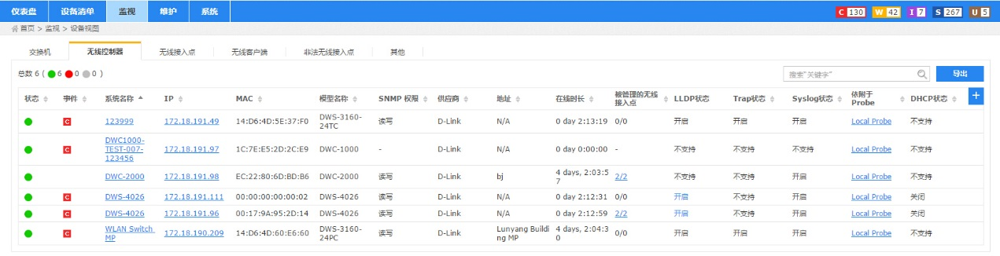 仪表盘 设备清单 监视 维护 系统 C 130 W 42 I 7 S 267 U 5
首页 > 监视 > 设备视图
交换机 无线控制器 无线接入点 无线客户端 非法无线接入点 其他
总数 6 ( 6 0 0 ) 搜索"关键字" 导出
状态 事件 系统名称 IP MAC 模型名称 SNMP 权限 供应商 地址 在线时长 被管理的无线接入点 LLDP状态 Trap状态 Syslog状态 依附于 Probe DHCP状态 +
C 123999 172.18.191.49 14:D6:4D:5E:37:F0 DWS-3160-24TC 读写 D-Link N/A 0 day 2:13:19 0/0 开启 开启 开启 Local Probe 不支持
C DWC1000-TEST-007-123456 172.18.191.97 1C:7E:E5:2D:2C:E9 DWC-1000 - D-Link N/A 0 day 0:00:00 - 不支持 不支持 不支持 Local Probe 不支持
DWC-2000 172.18.191.98 EC:22:80:6D:BD:B6 DWC-2000 读写 D-Link bj 4 days, 2:03:57 2/2 不支持 不支持 开启 Local Probe 不支持
C DWS-4026 172.18.191.111 00:00:00:00:00:02 DWS-4026 读写 D-Link N/A 0 day 2:12:31 0/0 开启 不支持 开启 Local Probe 关闭
C DWS-4026 172.18.191.96 00:17:9A:95:2D:14 DWS-4026 读写 D-Link N/A 0 day 2:12:59 2/2 开启 不支持 开启 Local Probe 关闭
C WLAN Switch MP 172.18.190.209 14:D6:4D:60:E6:60 DWS-3160-24PC 读写 D-Link Lunyang Building MP 4 days, 2:04:30 0/0 开启 开启 开启 Local Probe 不支持